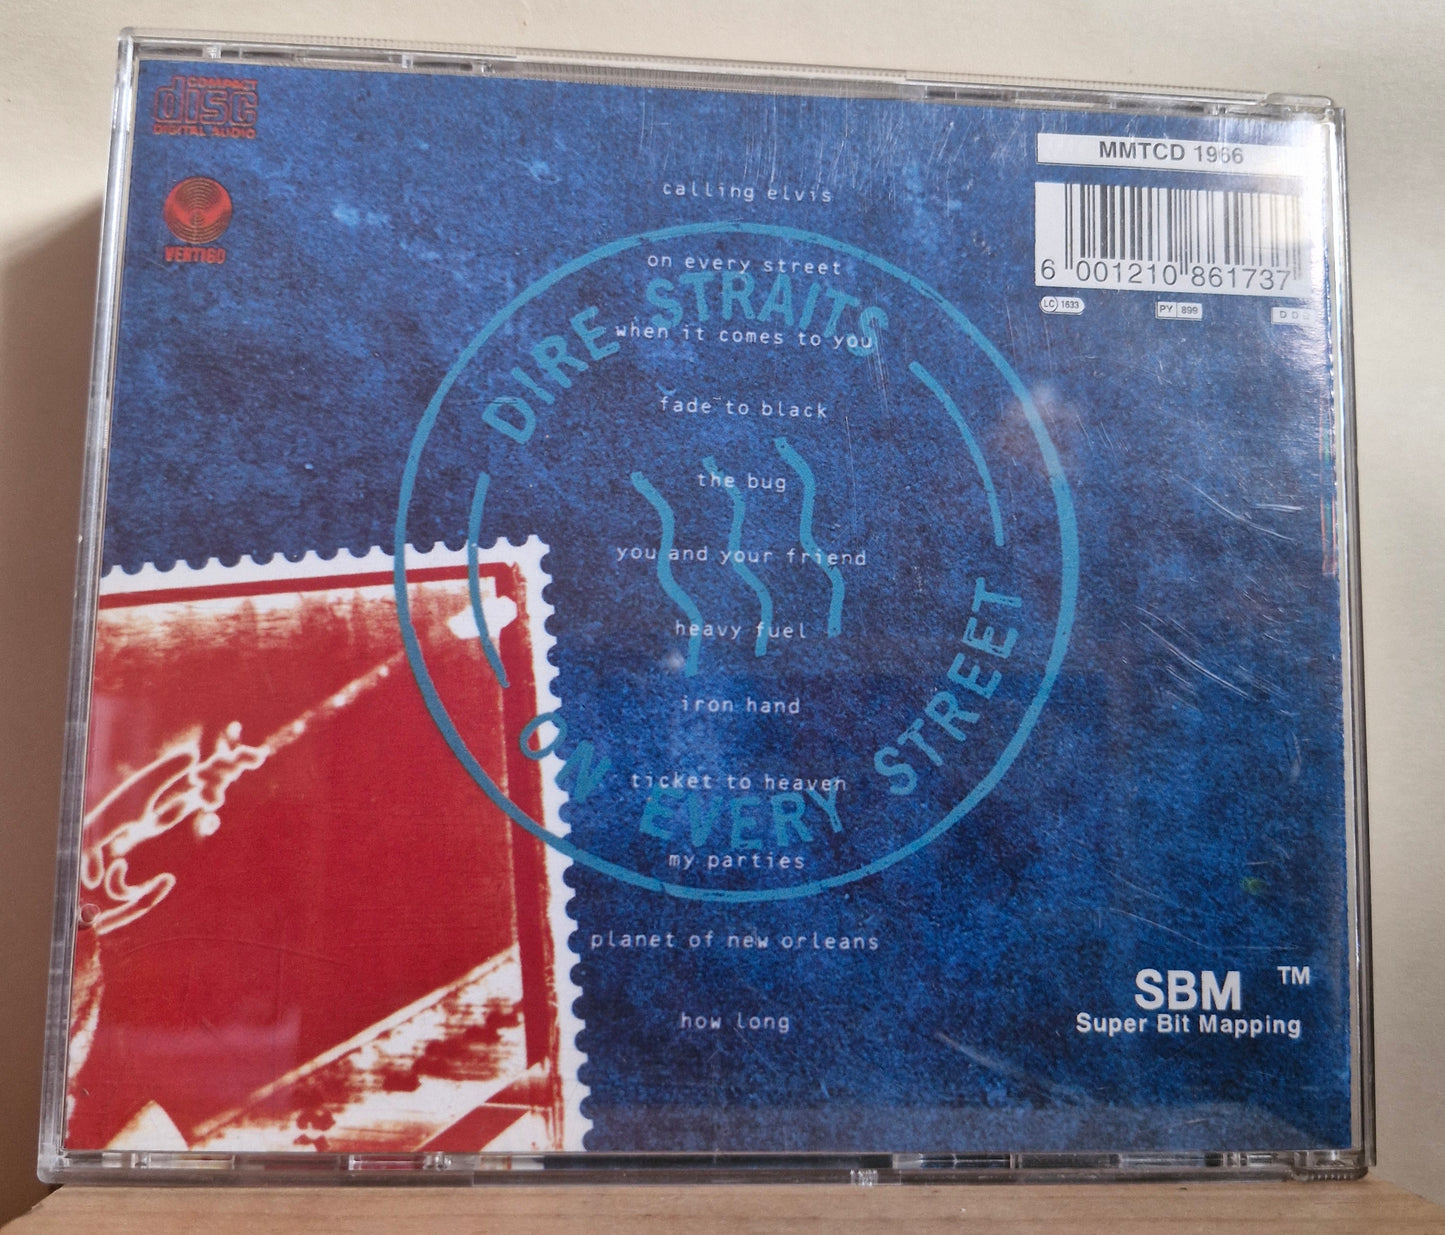 COMPACT
disc
DIGITAL AUDIO
VERTIGO
MMTCD 1966
6 001210 861737
LC 1633
PY 899
D D D
calling elvis
on every street
when it comes to you
fade to black
the bug
you and your friend
heavy fuel
iron hand
ticket to heaven
my parties
planet of new orleans
how long
DIRE STRAITS
ON EVERY STREET
SBM TM
Super Bit Mapping